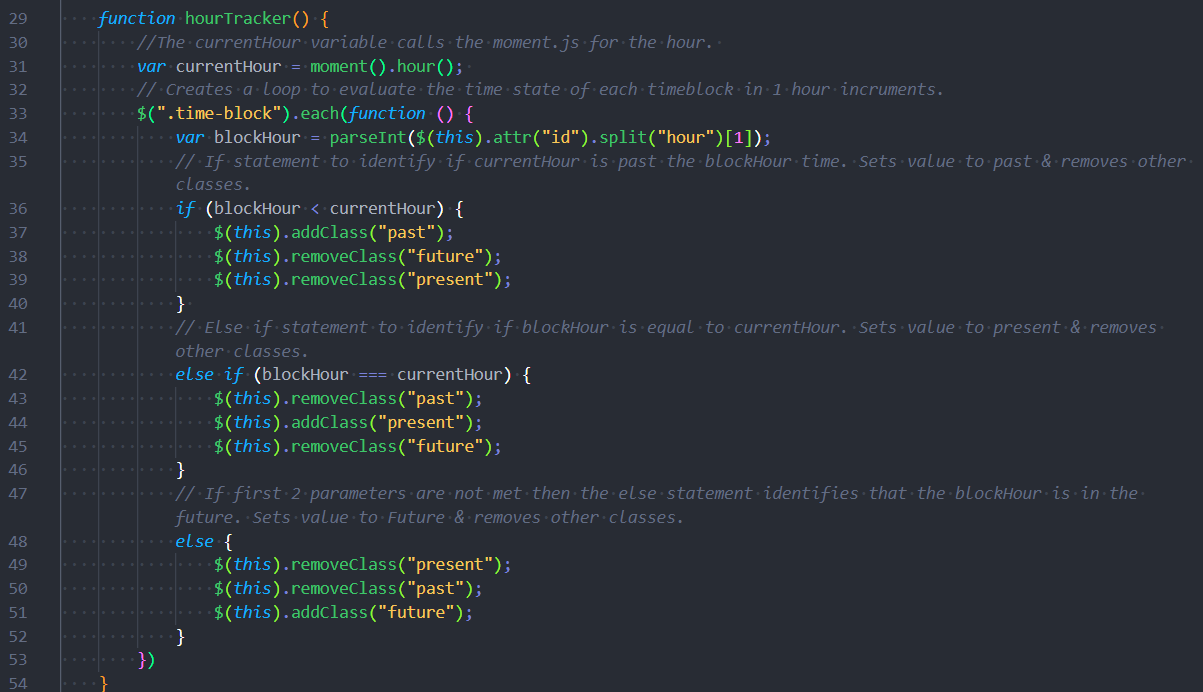 29 function hourTracker() {
30 //The currentHour variable calls the moment.js for the hour.
31 var currentHour = moment().hour();
32 // Creates a loop to evaluate the time state of each timeblock in 1 hour incruments.
33 $(".time-block").each(function () {
34 var blockHour = parseInt($(this).attr("id").split("hour")[1]);
35 // If statement to identify if currentHour is past the blockHour time. Sets value to past & removes other
classes.
36 if (blockHour < currentHour) {
37 $(this).addClass("past");
38 $(this).removeClass("future");
39 $(this).removeClass("present");
40 }
41 // Else if statement to identify if blockHour is equal to currentHour. Sets value to present & removes
other classes.
42 else if (blockHour === currentHour) {
43 $(this).removeClass("past");
44 $(this).addClass("present");
45 $(this).removeClass("future");
46 }
47 // If first 2 parameters are not met then the else statement identifies that the blockHour is in the
future. Sets value to Future & removes other classes.
48 else {
49 $(this).removeClass("present");
50 $(this).removeClass("past");
51 $(this).addClass("future");
52 }
53 })
54 }